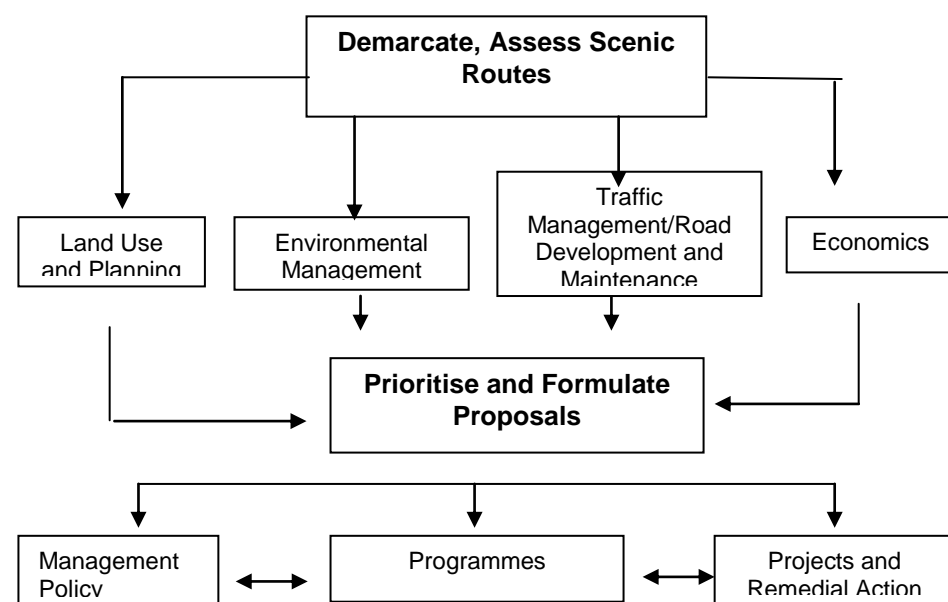 Demarcate, Assess Scenic
Routes
Land Use
and Planning
Environmental
Management
Traffic
Management/Road
Development and
Maintenance
Economics
Prioritise and Formulate
Proposals
Management
Policy
Programmes
Projects and
Remedial Action